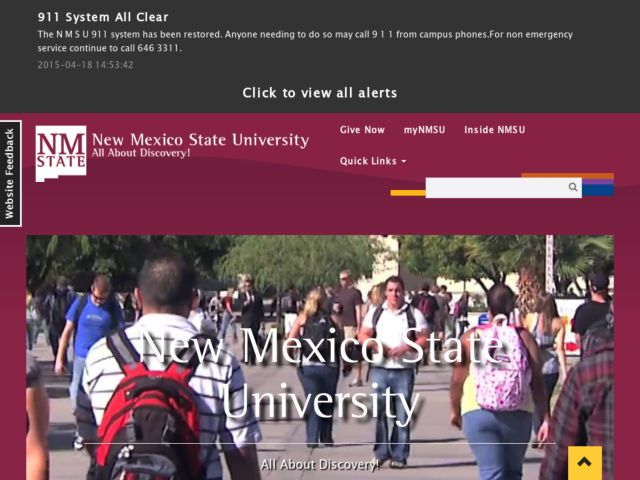 911 System All Clear
The N M S U 911 system has been restored. Anyone needing to do so may call 9 1 1 from campus phones.For non emergency
service continue to call 646 3311.
2015-04-18 14:53:42
Click to view all alerts
Website Feedback
NM
STATE
New Mexico State University
All About Discovery!
Give Now myNMSU Inside NMSU
Quick Links
New Mexico State
University
All About Discovery!